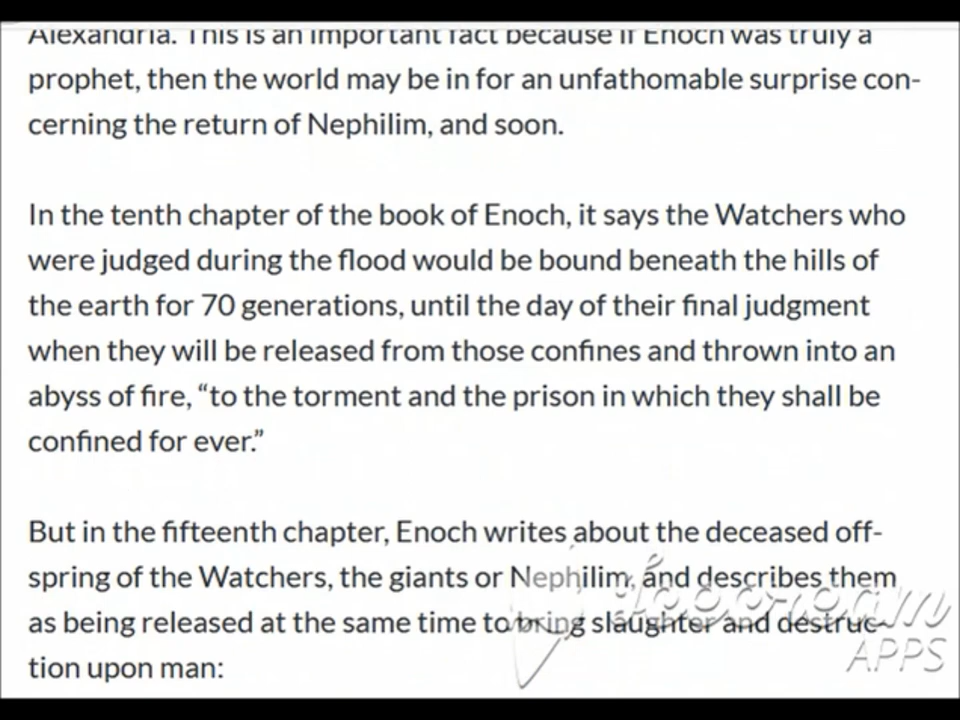 Alexandria. This is an important fact because if Enoch was truly a
prophet, then the world may be in for an unfathomable surprise con-
cerning the return of Nephilim, and soon.
In the tenth chapter of the book of Enoch, it says the Watchers who
were judged during the flood would be bound beneath the hills of
the earth for 70 generations, until the day of their final judgment
when they will be released from those confines and thrown into an
abyss of fire, “to the torment and the prison in which they shall be
confined for ever.”
But in the fifteenth chapter, Enoch writes about the deceased off-
spring of the Watchers, the giants or Nephilim, and describes them
as being released at the same time to bring slaughter and destruc-
tion upon man:
APPS